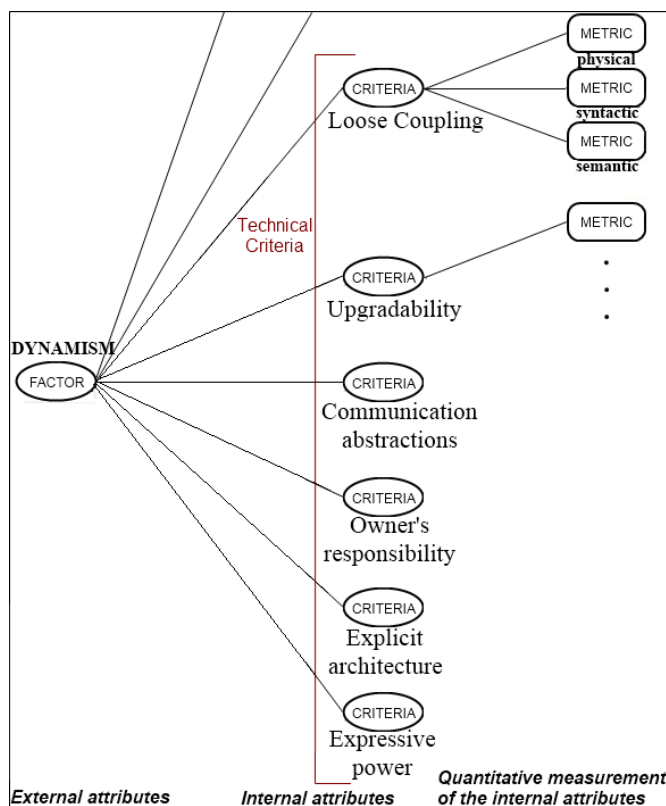 METRIC
physical
CRITERIA
METRIC
Loose Coupling
syntactic
METRIC
semantic
Technical
Criteria
METRIC
CRITERIA
Upgradability
DYNAMISM
FACTOR
CRITERIA
Communication
abstractions
CRITERIA
Owner's
responsibility
CRITERIA
Explicit
architecture
CRITERIA
Expressive
power
External attributes
Internal attributes
Quantitative measurement
of the internal attributes